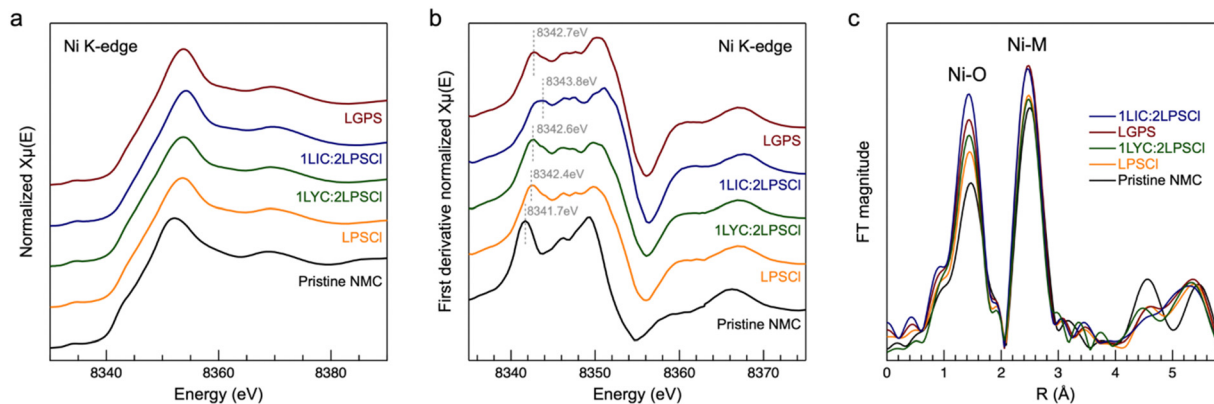 a
Ni K-edge
Normalized Xμ(E)
LGPS
1LIC:2LPSCl
1LYC:2LPSCl
LPSCl
Pristine NMC
8340
8360
8380
Energy (eV)
b
Ni K-edge
First derivative normalized Xμ(E)
8342.7eV
LGPS
8343.8eV
1LIC:2LPSCl
8342.6eV
1LYC:2LPSCl
8342.4eV
LPSCl
8341.7eV
Pristine NMC
8340
8350
8360
8370
Energy (eV)
c
Ni-M
Ni-O
FT magnitude
1LIC:2LPSCl
LGPS
1LYC:2LPSCl
LPSCl
Pristine NMC
0
1
2
3
4
5
R (Å)